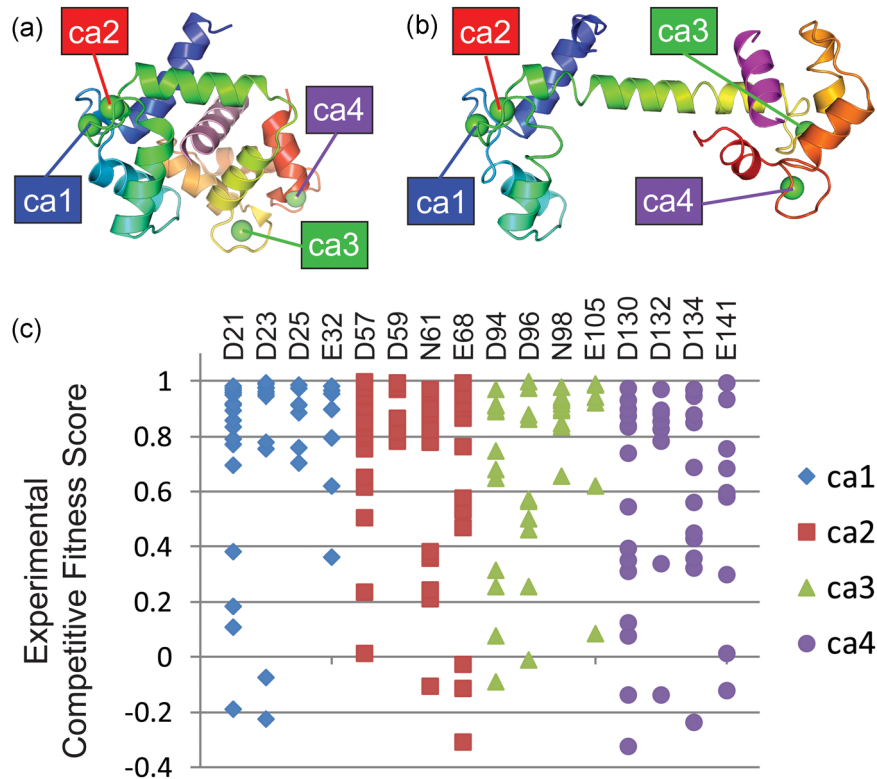 (a)
ca2
ca1
ca4
ca3
(b)
ca2
ca3
ca1
ca4
(c)
D21 D23 D25 E32 D57 D59 N61 E68 D94 D96 N98 E105 D130 D132 D134 E141
Experimental
Competitive Fitness Score
1
0.8
0.6
0.4
0.2
0
-0.2
-0.4
ca1
ca2
ca3
ca4